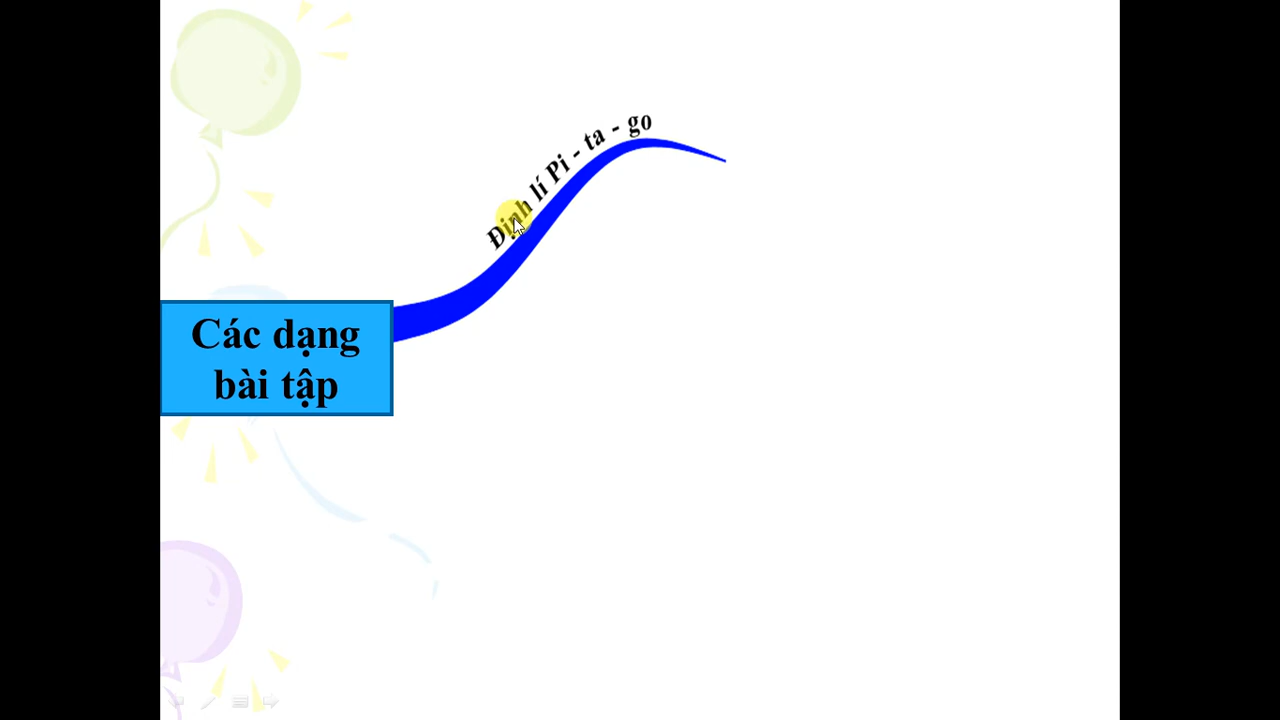 Định lí Pi - ta - go
Các dạng
bài tập